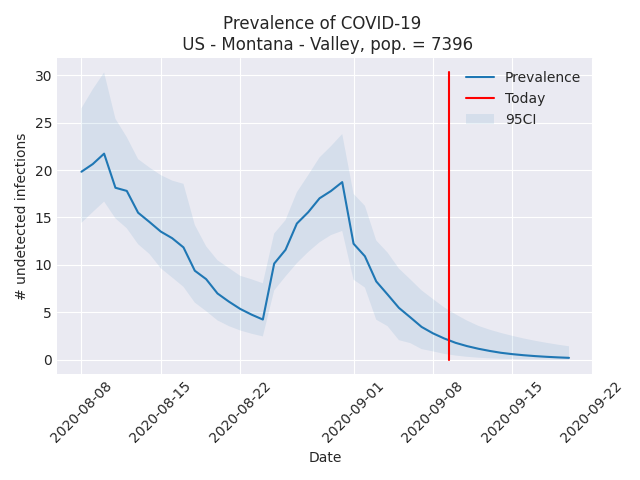 Prevalence of COVID-19
US - Montana - Valley, pop. = 7396
# undetected infections
30
25
20
15
10
5
0
Prevalence
Today
95CI
2020-08-08
2020-08-15
2020-08-22
2020-09-01
2020-09-08
2020-09-15
2020-09-22
Date